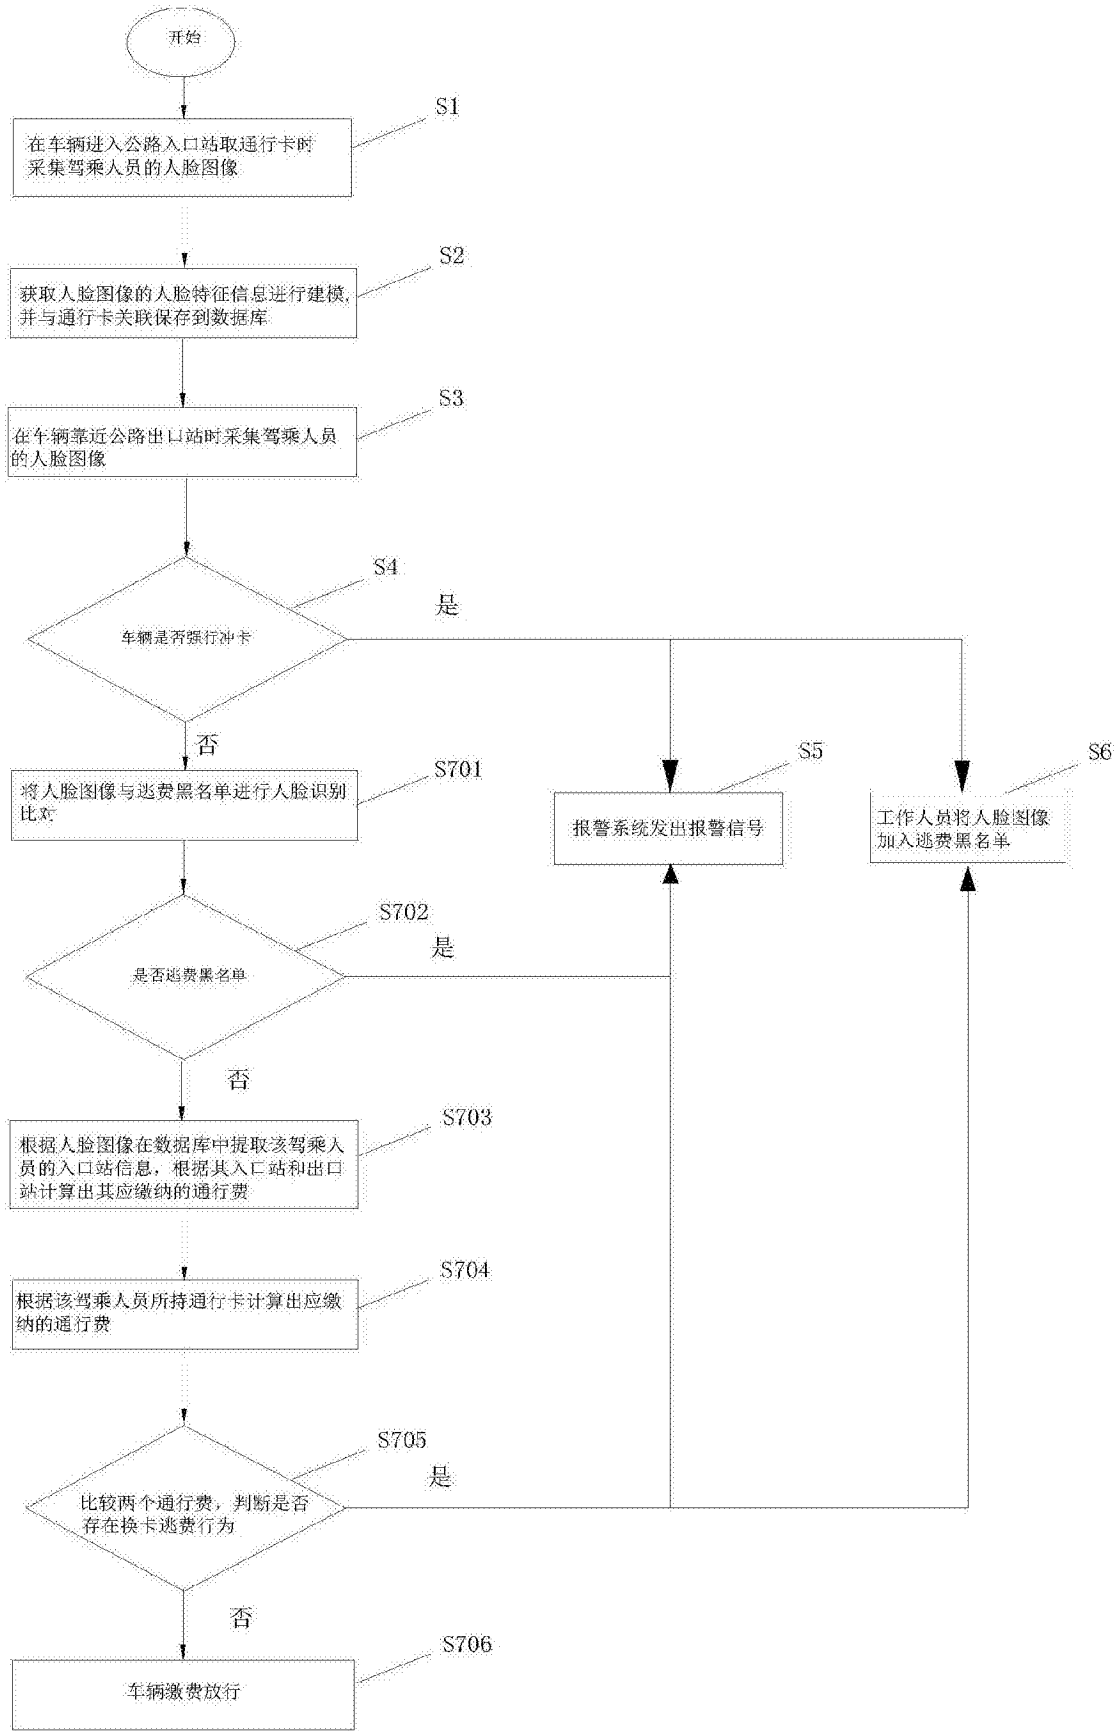 开始
S1
在车辆进入公路入口站取通行卡时
采集驾乘人员的人脸图像
S2
获取人脸图像的人脸特征信息进行建模,
并与通行卡关联保存到数据库
S3
在车辆靠近公路出口站时采集驾乘人员
的人脸图像
S4
是
车辆是否强行冲卡
否
S5
S6
S701
将人脸图像与逃费黑名单进行人脸识别
比对
报警系统发出报警信号
工作人员将人脸图像
加入逃费黑名单
S702
是
是否逃费黑名单
否
S703
根据人脸图像在数据库中提取该驾乘人
员的入口站信息，根据其入口站和出口
站计算出其应缴纳的通行费
S704
根据该驾乘人员所持通行卡计算出应缴
纳的通行费
S705
是
比较两个通行费，判断是否
存在换卡逃费行为
否
S706
车辆缴费放行